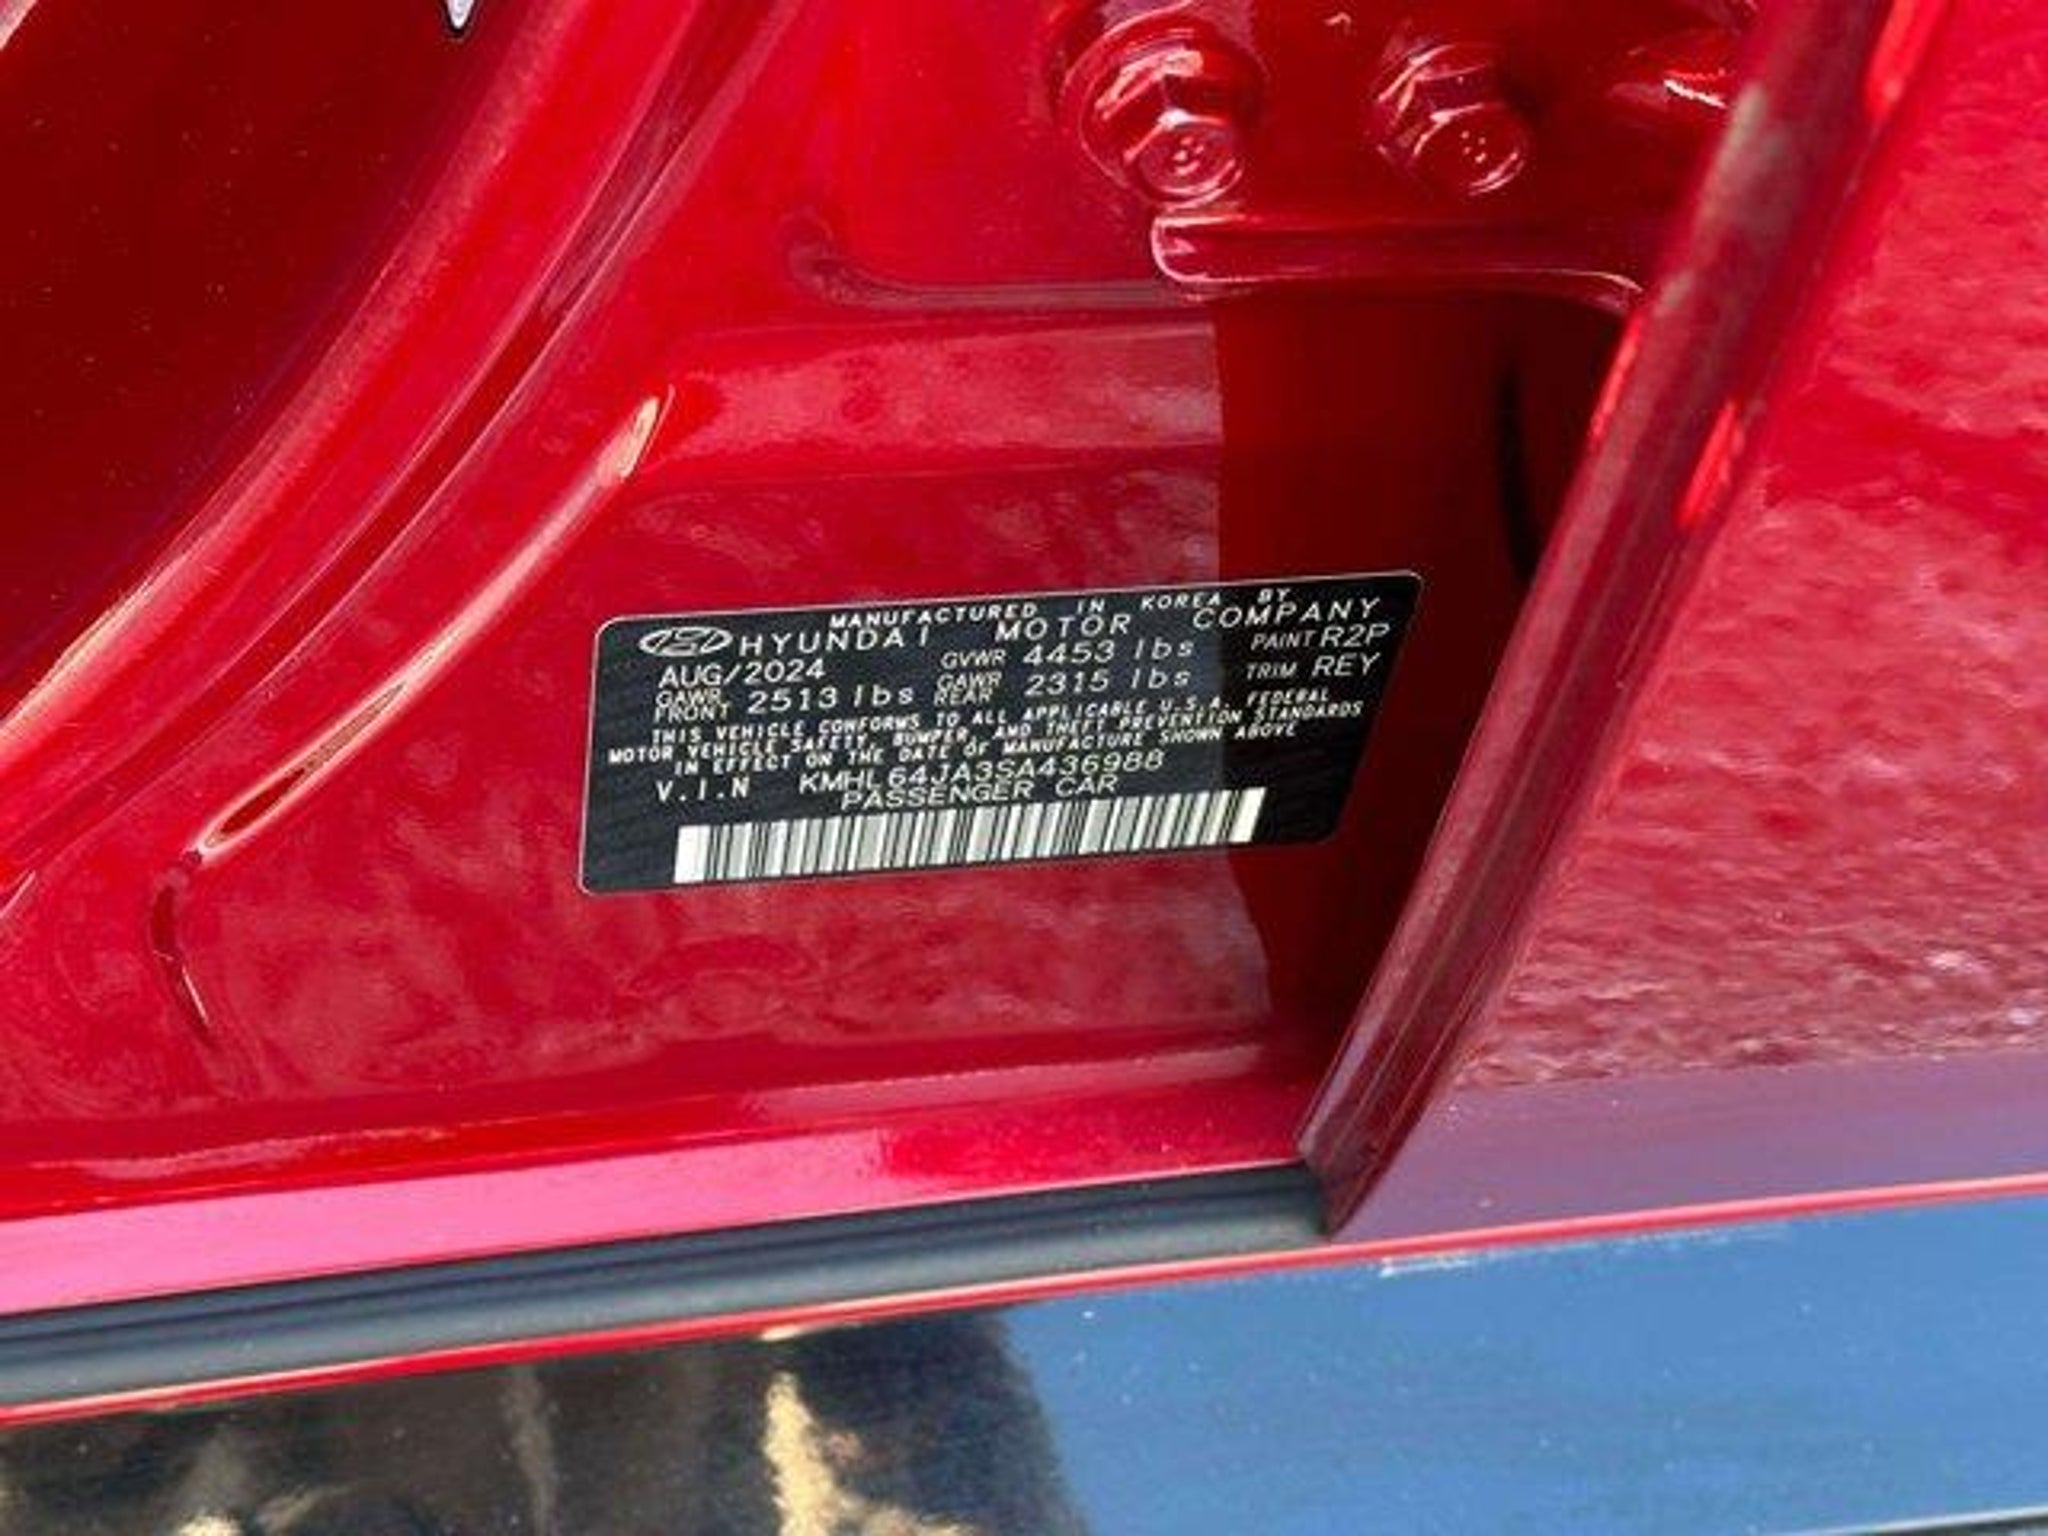 MANUFACTURED IN KOREA BY
HYUNDAI MOTOR COMPANY
AUG/2024 GVWR 4453 lbs PAINT R2P
GAWR FRONT 2513 lbs GAWR REAR 2315 lbs TRIM REY
THIS VEHICLE CONFORMS TO ALL APPLICABLE U.S.A. FEDERAL
MOTOR VEHICLE SAFETY, BUMPER, AND THEFT PREVENTION STANDARDS
IN EFFECT ON THE DATE OF MANUFACTURE SHOWN ABOVE
V.I.N KMHL64JA3SA436988
PASSENGER CAR